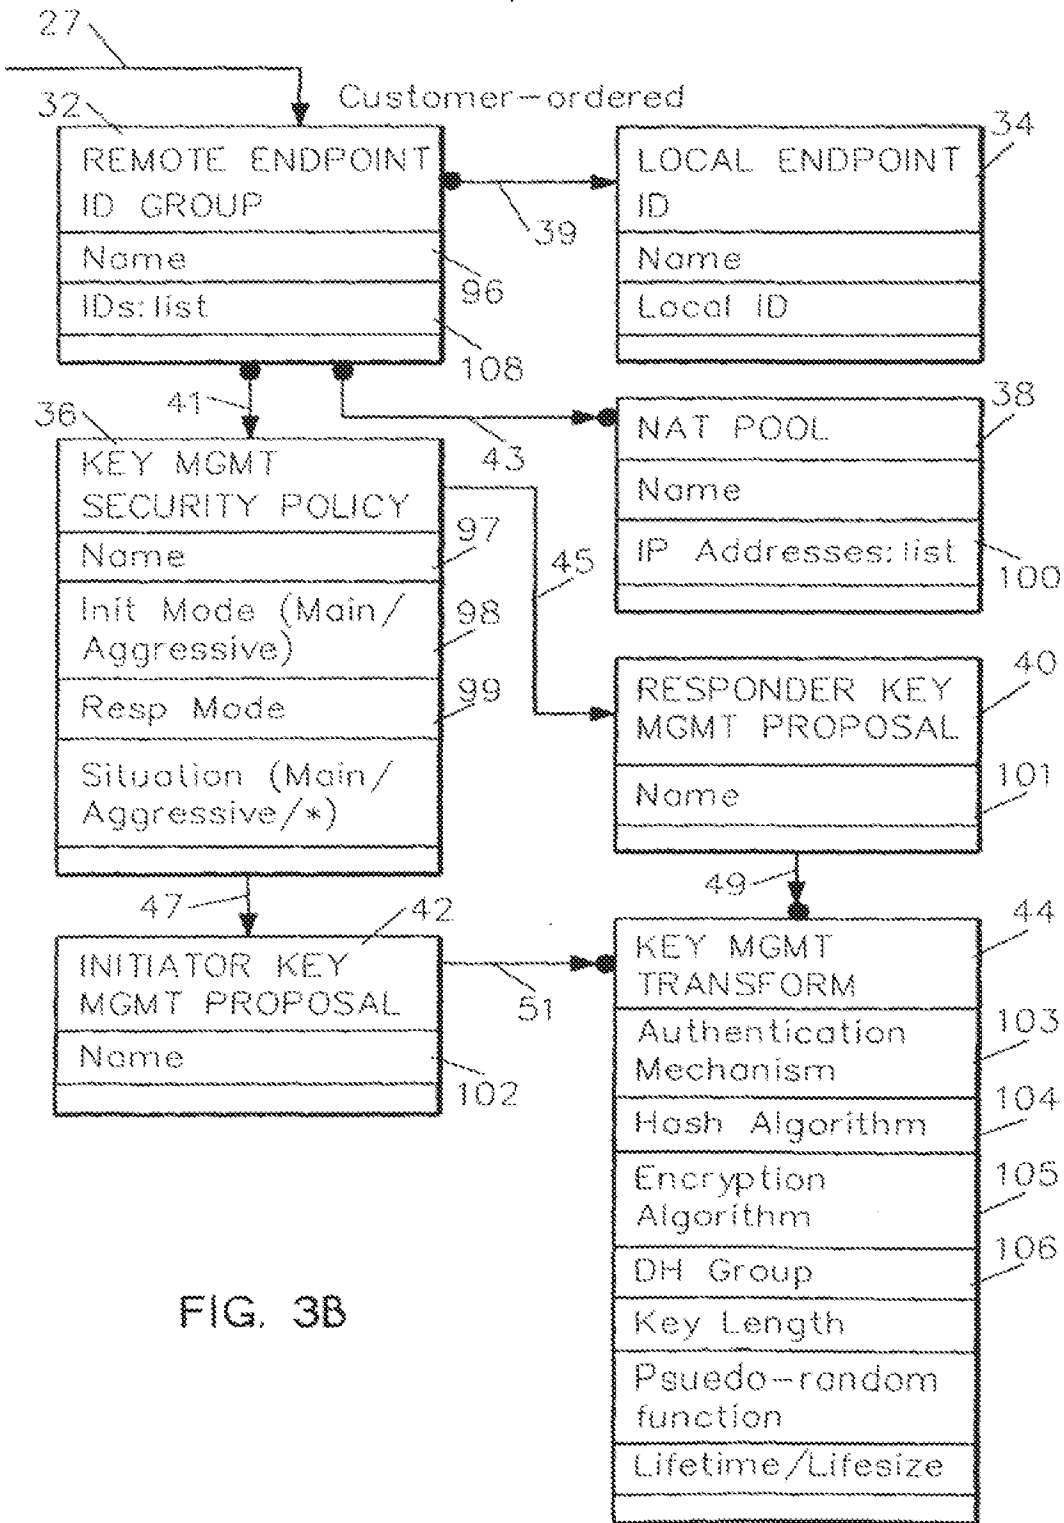 27
Customer-ordered
32
34
REMOTE ENDPOINT
ID GROUP
Name
IDs:list
39
96
108
LOCAL ENDPOINT
ID
Name
Local ID
41
43
36
38
KEY MGMT
SECURITY POLICY
Name
Init Mode (Main/
Aggressive)
Resp Mode
Situation (Main/
Aggressive/*)
97
98
99
45
NAT POOL
Name
IP Addresses:list
100
40
RESPONDER KEY
MGMT PROPOSAL
Name
101
47
49
42
44
INITIATOR KEY
MGMT PROPOSAL
Name
102
51
KEY MGMT
TRANSFORM
Authentication
Mechanism
Hash Algorithm
Encryption
Algorithm
DH Group
Key Length
Psuedo-random
function
Lifetime/Lifesize
103
104
105
106
FIG. 3B